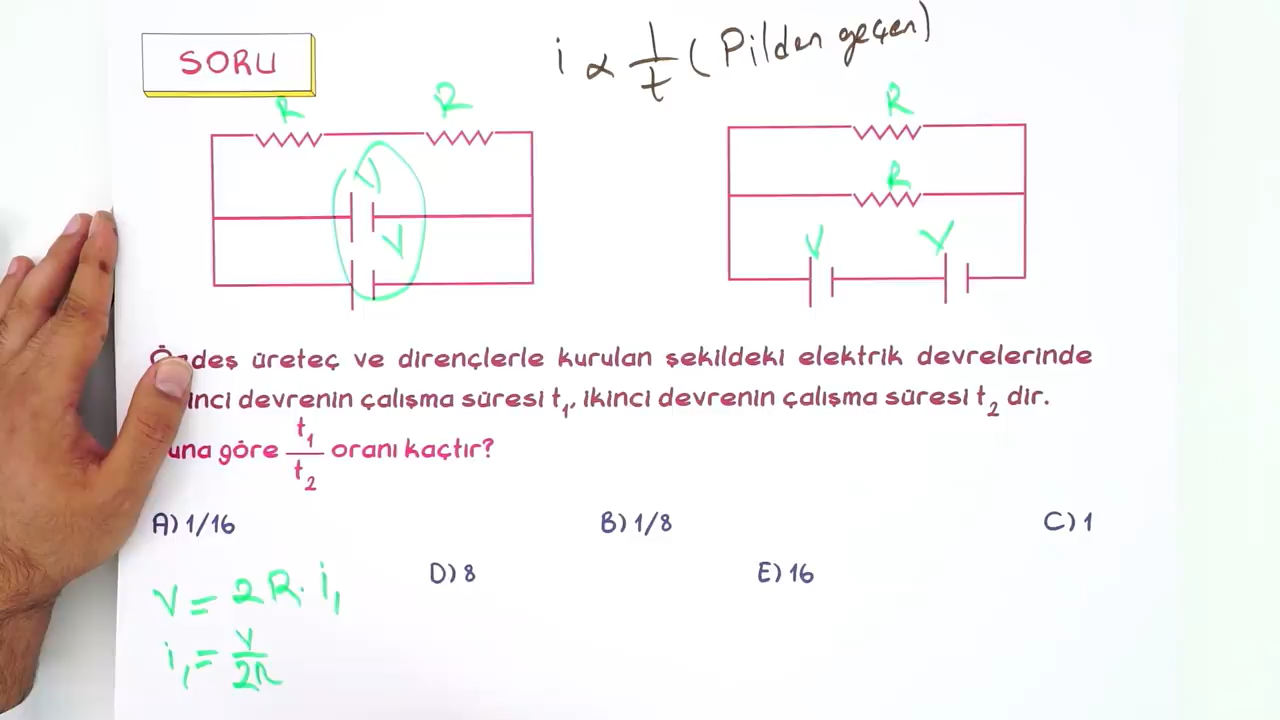 SORU
i ∝ 1/t (Pilden geçen)
R R
V
V
R
R
V V
deş üreteç ve dirençlerle kurulan şekildeki elektrik devrelerinde
inci devrenin çalışma süresi t₁, ikinci devrenin çalışma süresi t₂ dir.
una göre t₁/t₂ oranı kaçtır?
A) 1/16 B) 1/8 C) 1
D) 8 E) 16
V = 2R. i₁
i₁ = V/2R